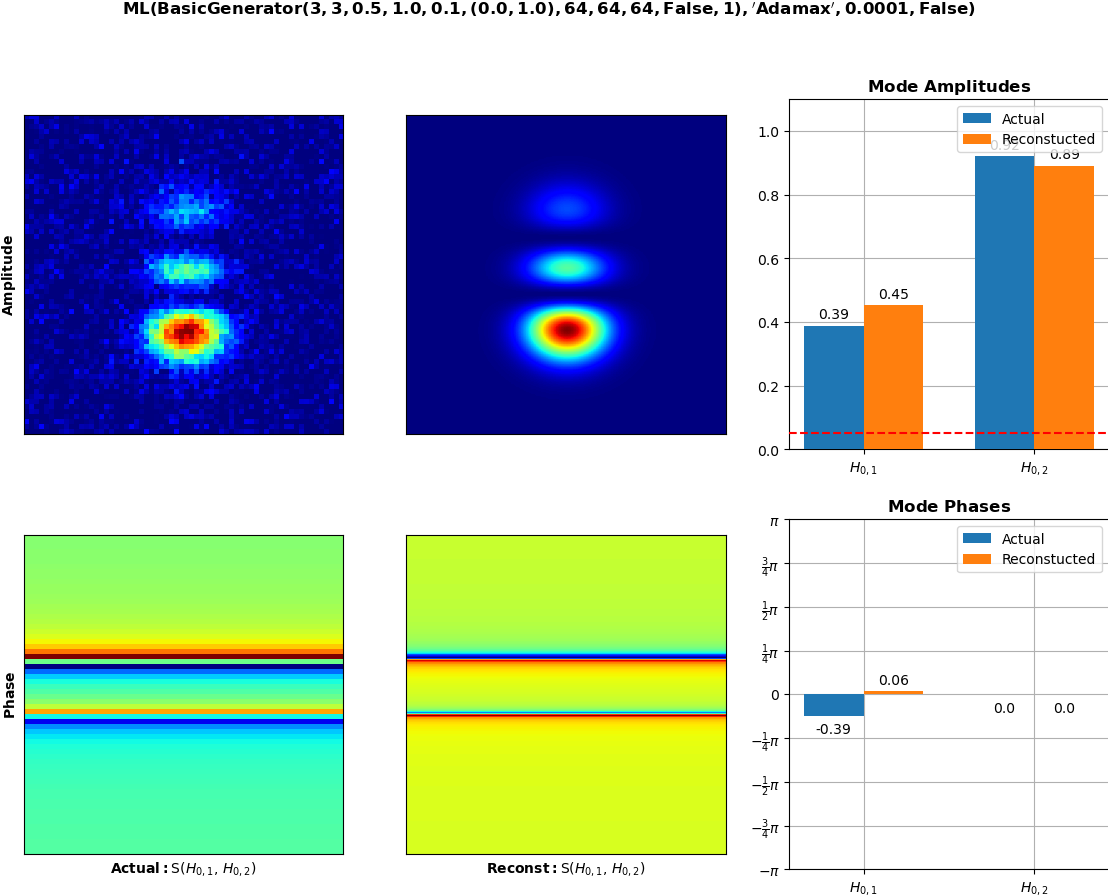 ML(BasicGenerator(3, 3, 0.5, 1.0, 0.1, (0.0, 1.0), 64, 64, 64, False, 1), ′Adamax′, 0.0001, False)
Amplitude
Mode Amplitudes
Actual
Reconstucted
1.0
0.8
0.6
0.4
0.2
0.0
0.39
0.45
0.92
0.89
H0,1
H0,2
Phase
Actual: S(H0,1, H0,2)
Reconst: S(H0,1, H0,2)
Mode Phases
Actual
Reconstucted
π
3/4π
1/2π
1/4π
0
−1/4π
−1/2π
−3/4π
−π
-0.39
0.06
0.0
0.0
H0,1
H0,2